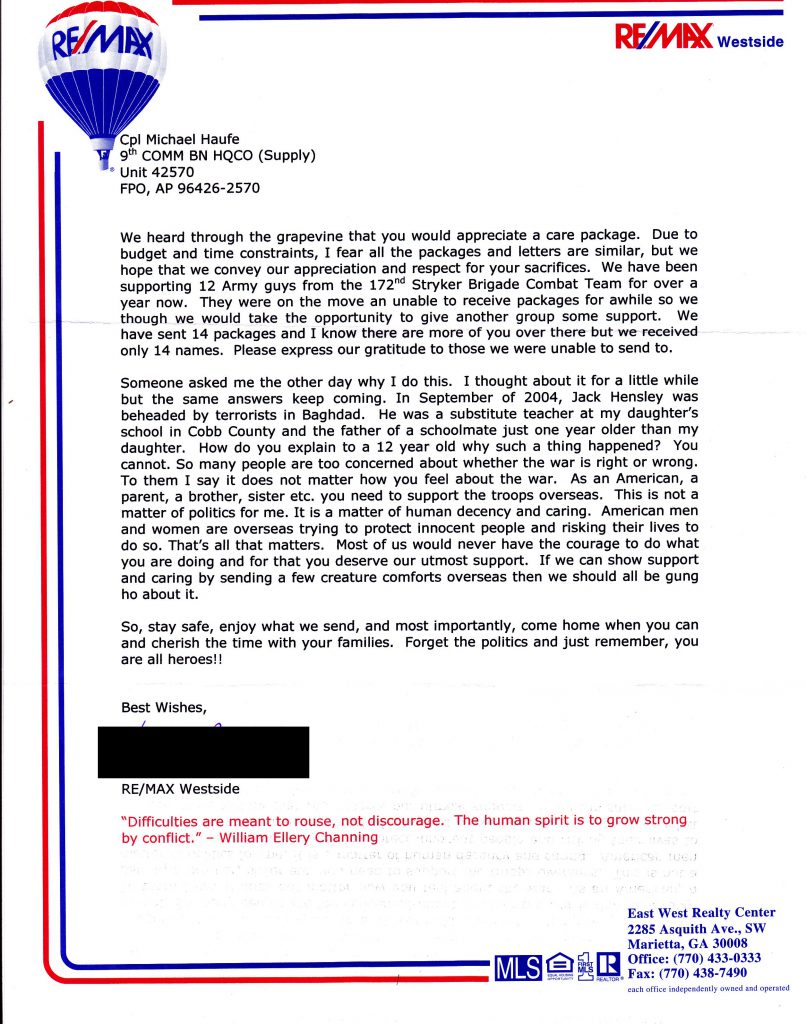 RE/MAX
RE/MAX Westside
Cpl Michael Haufe
9th COMM BN HQCO (Supply)
Unit 42570
FPO, AP 96426-2570
We heard through the grapevine that you would appreciate a care package. Due to
budget and time constraints, I fear all the packages and letters are similar, but we
hope that we convey our appreciation and respect for your sacrifices. We have been
supporting 12 Army guys from the 172nd Stryker Brigade Combat Team for over a
year now. They were on the move an unable to receive packages for awhile so we
though we would take the opportunity to give another group some support. We
have sent 14 packages and I know there are more of you over there but we received
only 14 names. Please express our gratitude to those we were unable to send to.
Someone asked me the other day why I do this. I thought about it for a little while
but the same answers keep coming. In September of 2004, Jack Hensley was
beheaded by terrorists in Baghdad. He was a substitute teacher at my daughter's
school in Cobb County and the father of a schoolmate just one year older than my
daughter. How do you explain to a 12 year old why such a thing happened? You
cannot. So many people are too concerned about whether the war is right or wrong.
To them I say it does not matter how you feel about the war. As an American, a
parent, a brother, sister etc. you need to support the troops overseas. This is not a
matter of politics for me. It is a matter of human decency and caring. American men
and women are overseas trying to protect innocent people and risking their lives to
do so. That's all that matters. Most of us would never have the courage to do what
you are doing and for that you deserve our utmost support. If we can show support
and caring by sending a few creature comforts overseas then we should all be gung
ho about it.
So, stay safe, enjoy what we send, and most importantly, come home when you can
and cherish the time with your families. Forget the politics and just remember, you
are all heroes!!
Best Wishes,
RE/MAX Westside
"Difficulties are meant to rouse, not discourage. The human spirit is to grow strong
by conflict." – William Ellery Channing
East West Realty Center
2285 Asquith Ave., SW
Marietta, GA 30008
Office: (770) 433-0333
Fax: (770) 438-7490
each office independently owned and operated
MLS EQUAL HOUSING OPPORTUNITY 1 FIRST MLS R REALTOR®